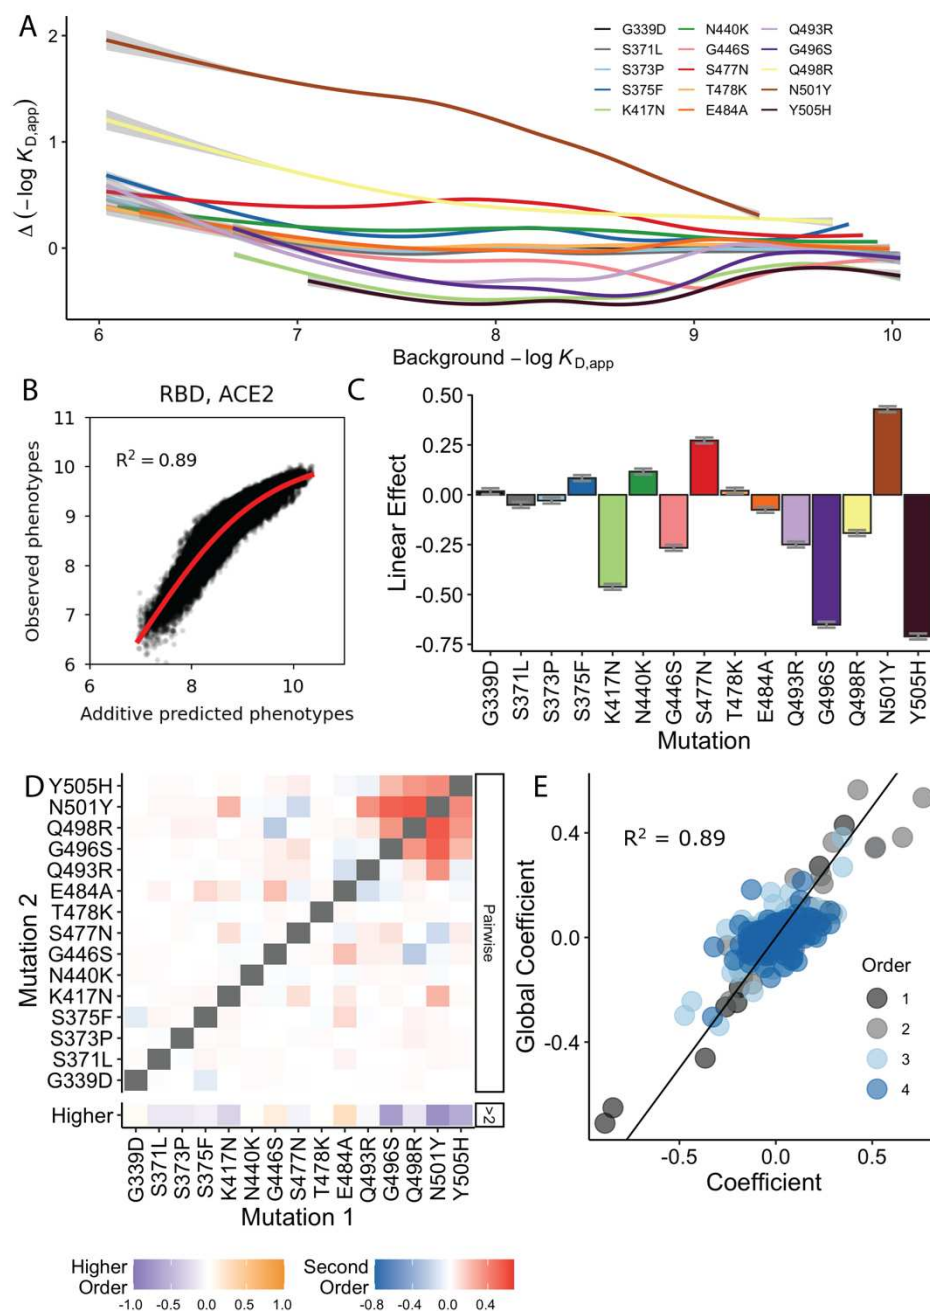 A
2
1
0
Δ (−log K_D,app)
6
7
8
9
10
Background −log K_D,app
G339D
S371L
S373P
S375F
K417N
N440K
G446S
S477N
T478K
E484A
Q493R
G496S
Q498R
N501Y
Y505H
B
RBD, ACE2
R² = 0.89
11
10
9
8
7
6
Observed phenotypes
6
8
10
Additive predicted phenotypes
C
0.50
0.25
0.00
-0.25
-0.50
-0.75
Linear Effect
G339D
S371L
S373P
S375F
K417N
N440K
G446S
S477N
T478K
E484A
Q493R
G496S
Q498R
N501Y
Y505H
Mutation
D
Y505H
N501Y
Q498R
G496S
Q493R
E484A
T478K
S477N
G446S
N440K
K417N
S375F
S373P
S371L
G339D
Higher
Mutation 2
Pairwise
>2
G339D
S371L
S373P
S375F
K417N
N440K
G446S
S477N
T478K
E484A
Q493R
G496S
Q498R
N501Y
Y505H
Mutation 1
Higher
Order
-1.0 -0.5 0.0 0.5 1.0
Second
Order
-0.8 -0.4 0.0 0.4
E
R² = 0.89
0.4
0.0
-0.4
Global Coefficient
Order
1
2
3
4
-0.5
0.0
0.5
Coefficient